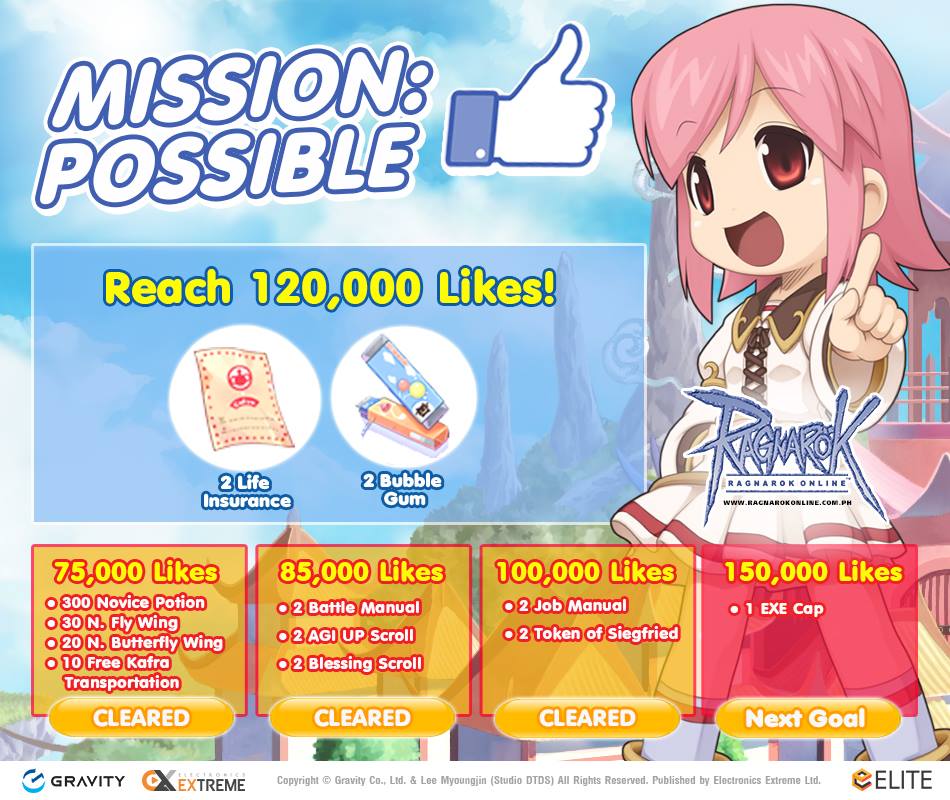 MISSION:
POSSIBLE
Reach 120,000 Likes!
2 Life
Insurance
2 Bubble
Gum
RAGNARÖK
RAGNARÖK ONLINE
WWW.RAGNAROKONLINE.COM.PH
75,000 Likes
• 300 Novice Potion
• 30 N. Fly Wing
• 20 N. Butterfly Wing
• 10 Free Kafra
Transportation
CLEARED
85,000 Likes
• 2 Battle Manual
• 2 AGI UP Scroll
• 2 Blessing Scroll
CLEARED
100,000 Likes
• 2 Job Manual
• 2 Token of Siegfried
CLEARED
150,000 Likes
• 1 EXE Cap
Next Goal
GRAVITY
ELECTRONICS
EXTREME
Copyright © Gravity Co., Ltd. & Lee Myoungjin (Studio DTDS) All Rights Reserved. Published by Electronics Extreme Ltd.
ELITE